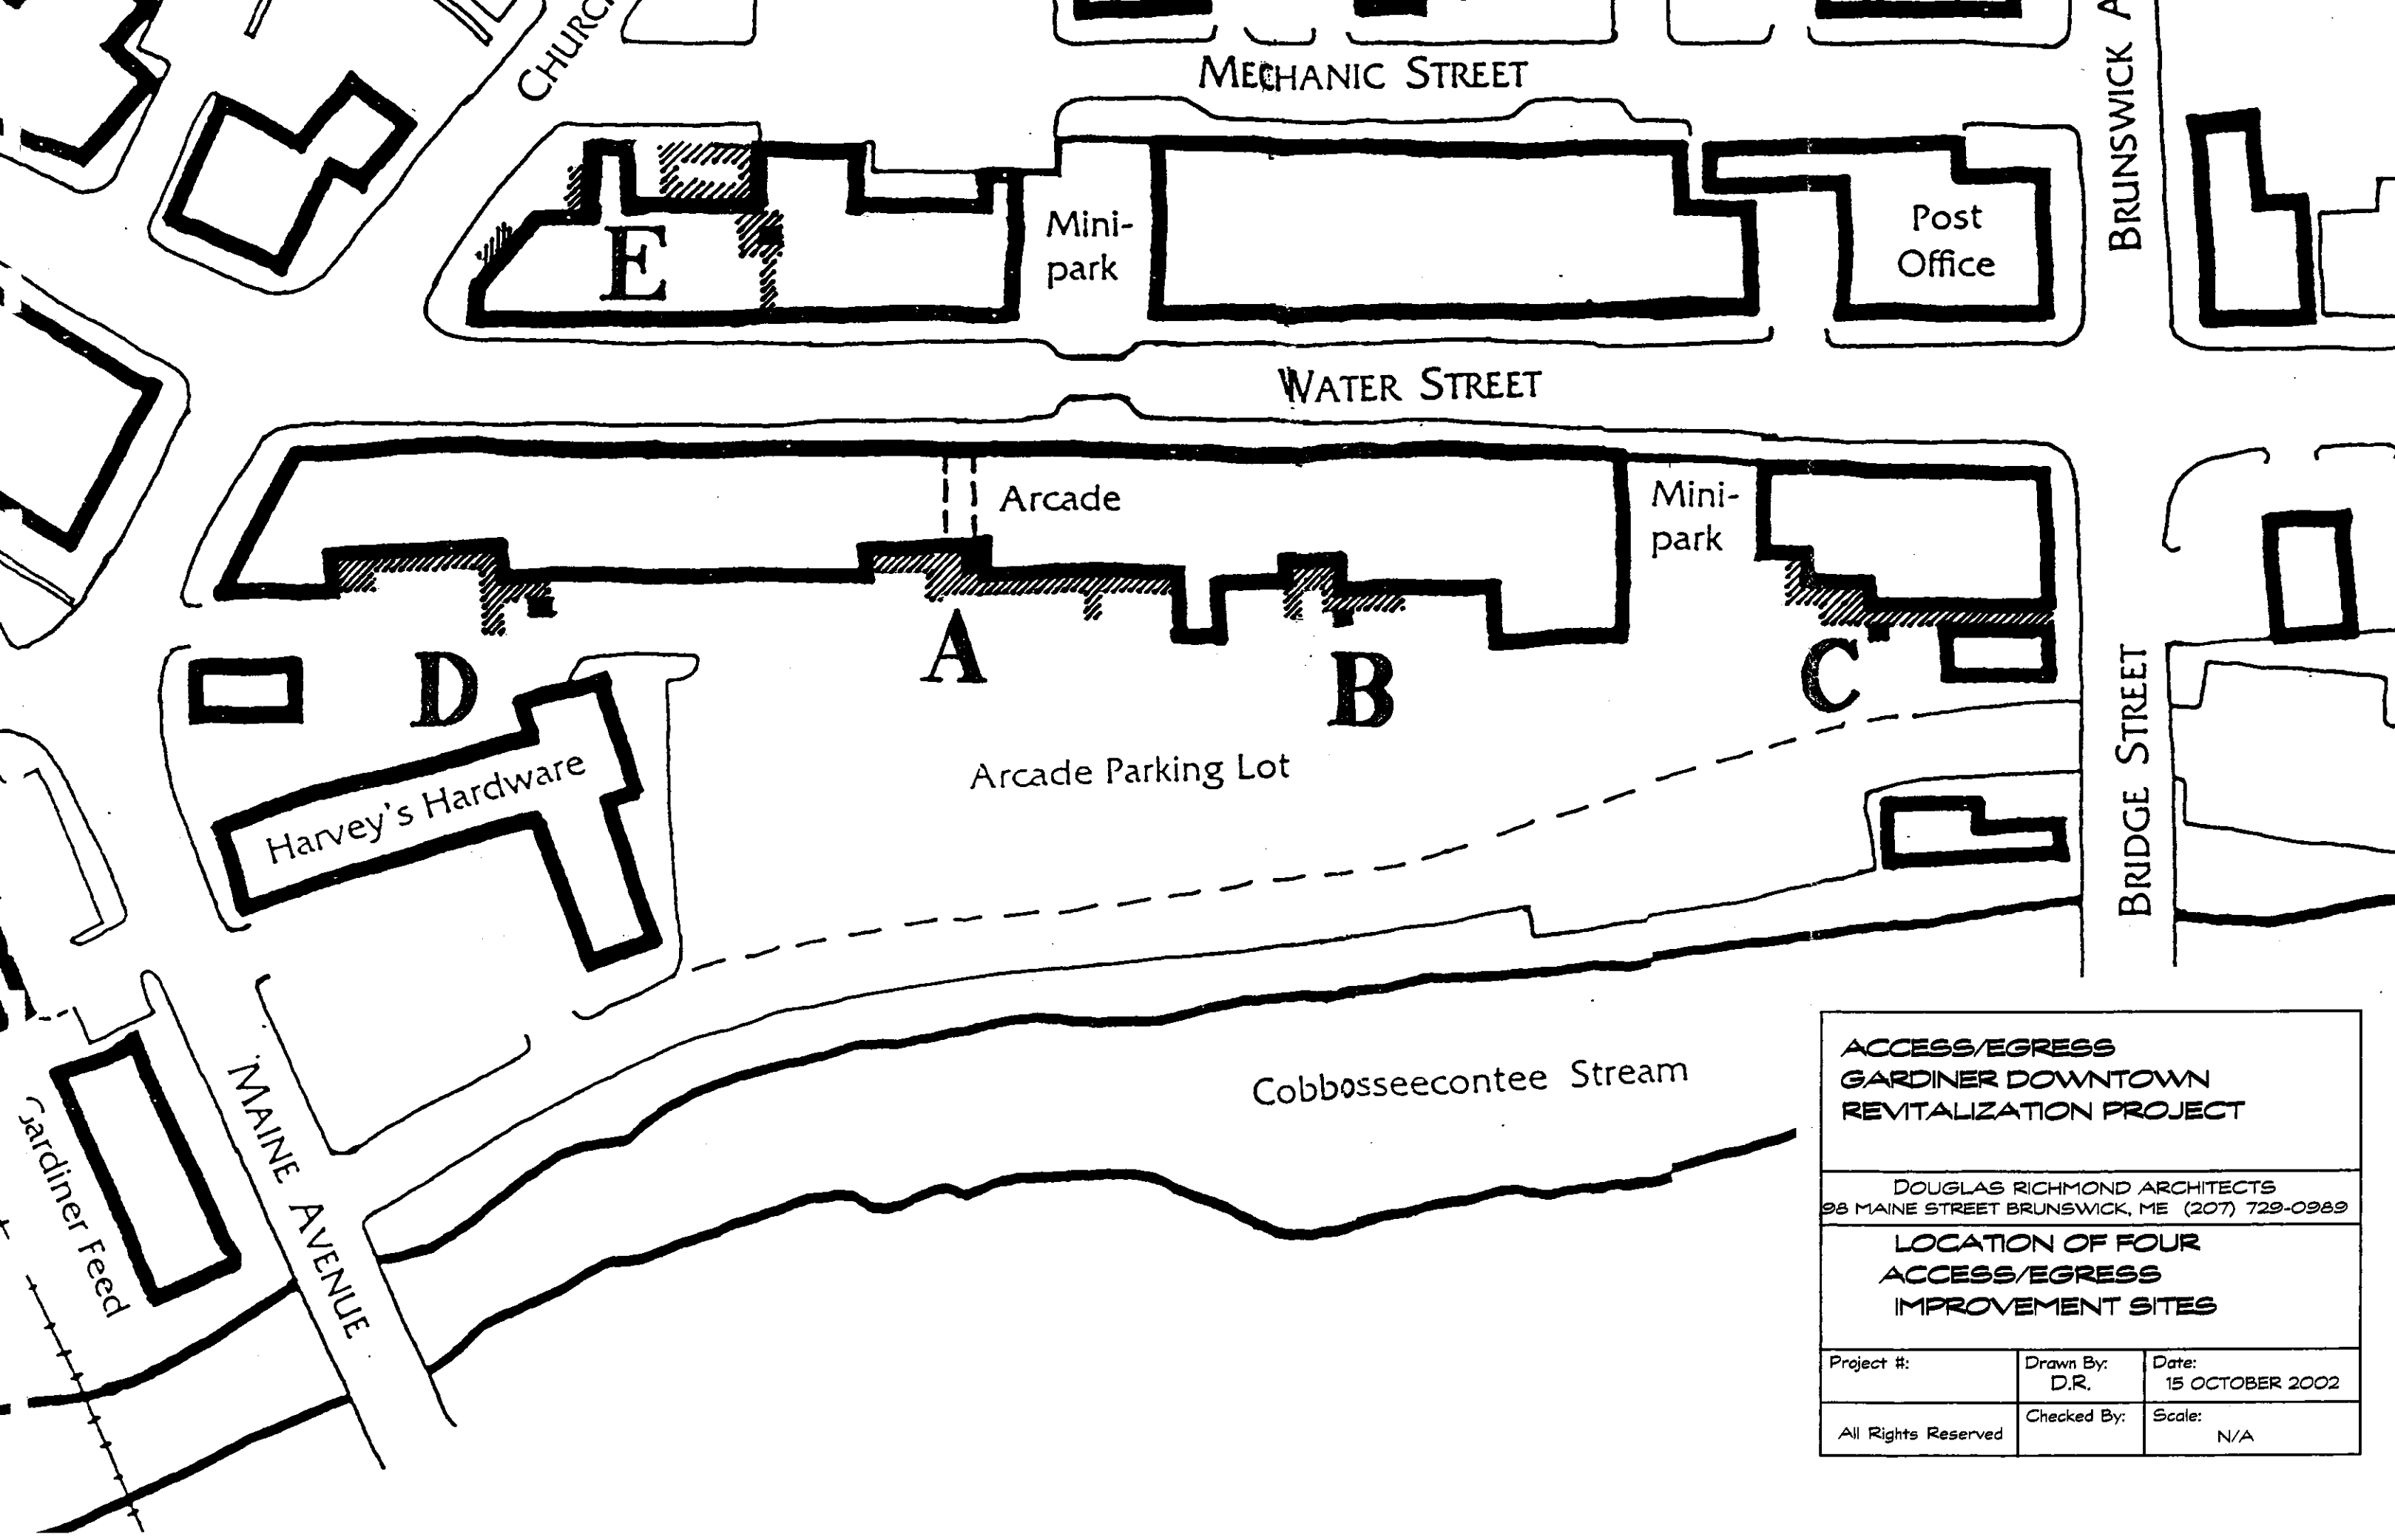 CHURCH
MECHANIC STREET
BRUNSWICK A
E
Mini-
park
Post
Office
WATER STREET
Arcade
Mini-
park
D
A
B
C
Harvey's Hardware
Arcade Parking Lot
BRIDGE STREET
Cobbosseecontee Stream
MAINE AVENUE
Gardiner Feed
ACCESS/EGRESS
GARDINER DOWNTOWN
REVITALIZATION PROJECT
DOUGLAS RICHMOND ARCHITECTS
98 MAINE STREET BRUNSWICK, ME (207) 729-0989
LOCATION OF FOUR
ACCESS/EGRESS
IMPROVEMENT SITES
Project #:
Drawn By:
D.R.
Date:
15 OCTOBER 2002
All Rights Reserved
Checked By:
Scale:
N/A